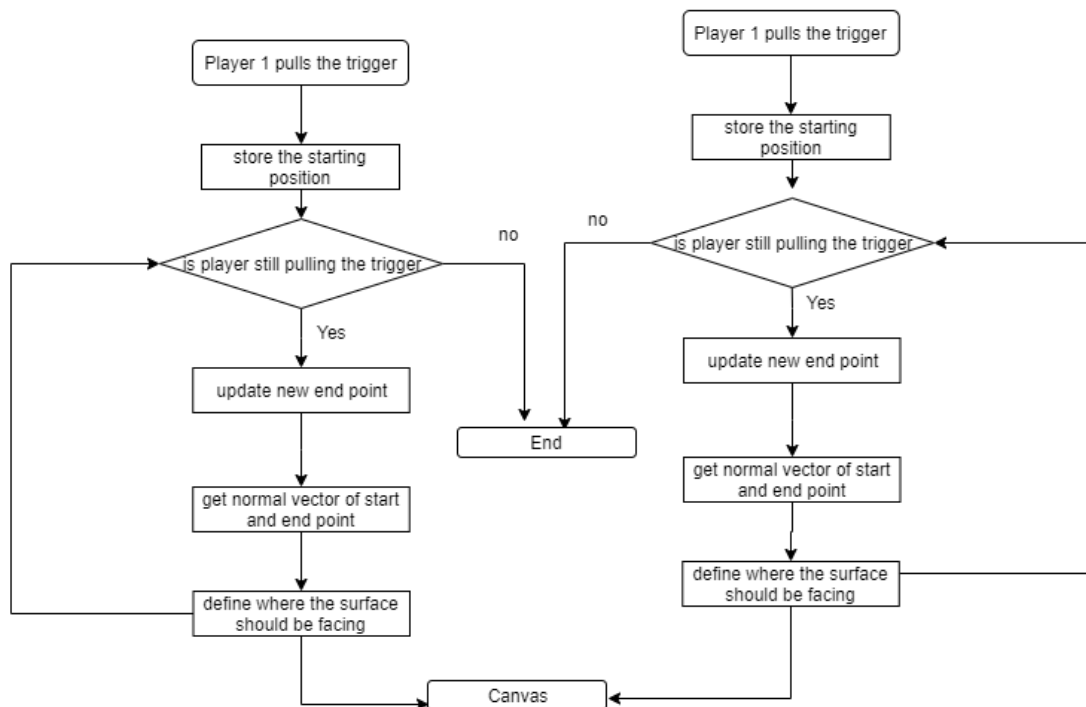 Player 1 pulls the trigger
store the starting
position
is player still pulling the trigger
no
Yes
update new end point
get normal vector of start
and end point
define where the surface
should be facing
Player 1 pulls the trigger
store the starting
position
is player still pulling the trigger
no
Yes
update new end point
get normal vector of start
and end point
define where the surface
should be facing
End
Canvas